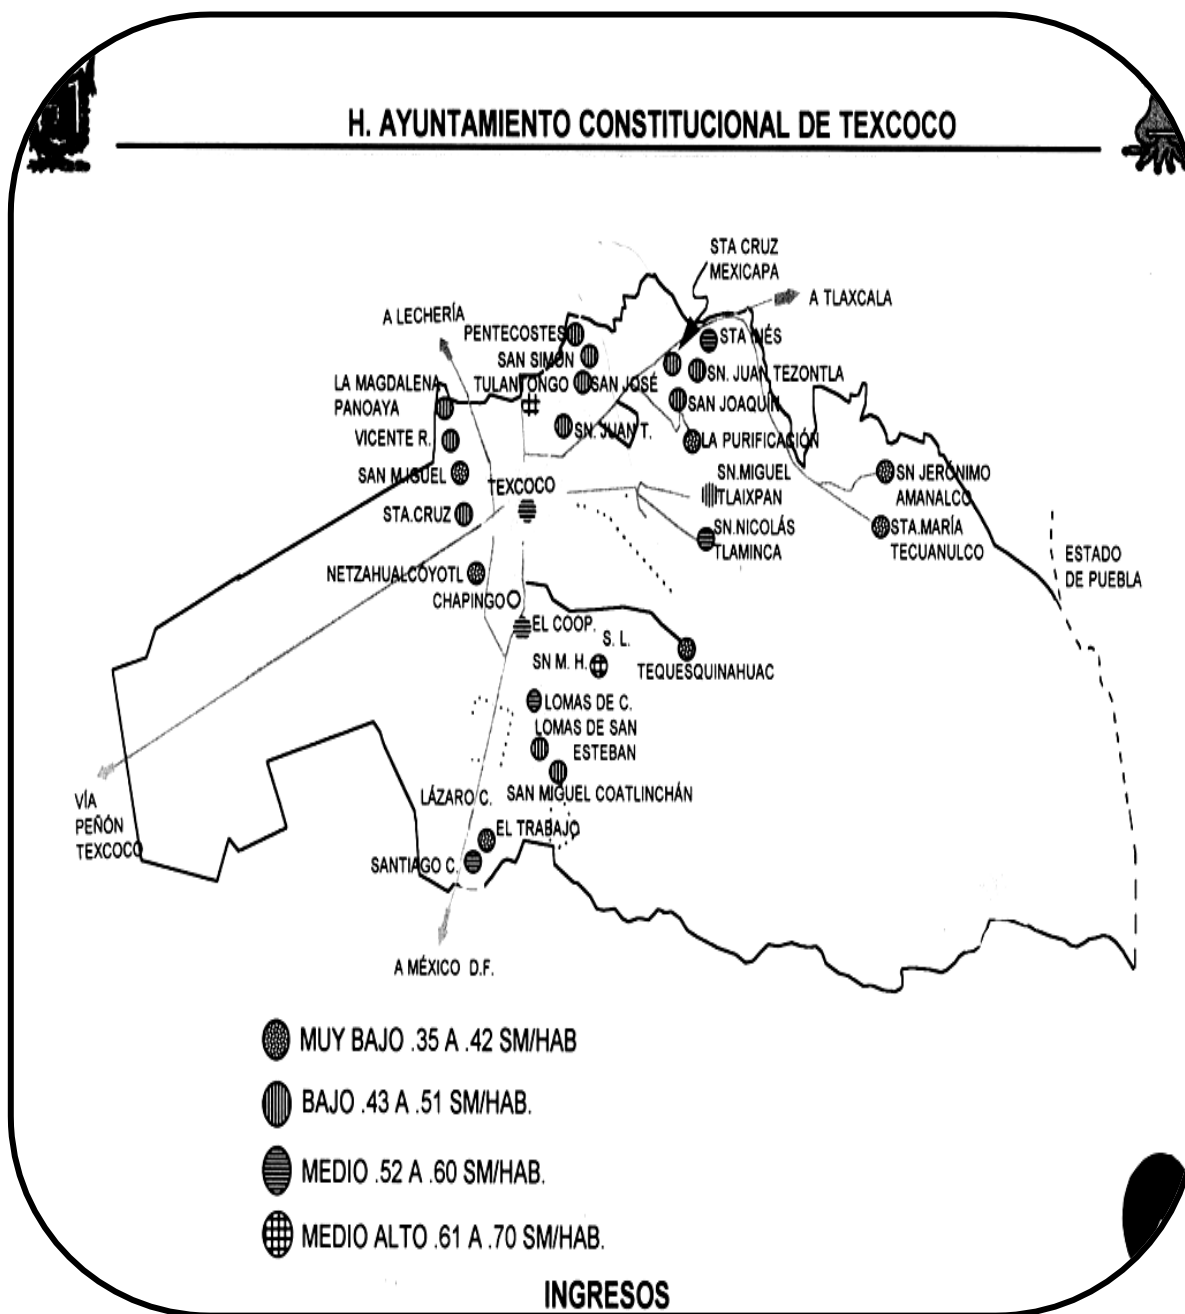 H. AYUNTAMIENTO CONSTITUCIONAL DE TEXCOCO
STA CRUZ
MEXICAPA
A TLAXCALA
A LECHERÍA
PENTECOSTES
STA INÉS
SAN SIMÓN
SN. JUAN TEZONTLA
LA MAGDALENA
PANOAYA
TULANTONGO
SAN JOSÉ
SAN JOAQUÍN
VICENTE R.
SN. JUAN T.
LA PURIFICACIÓN
SAN MIGUEL
TEXCOCO
SN.MIGUEL
TLAIXPAN
SN JERÓNIMO
AMANALCO
STA.CRUZ
SN.NICOLÁS
TLAMINCA
STA.MARÍA
TECUANULCO
ESTADO
DE PUEBLA
NETZAHUALCÓYOTL
CHAPINGO
EL COOP.
S. L.
SN M. H.
TEQUESQUINAHUAC
LOMAS DE C.
LOMAS DE SAN
ESTEBAN
VÍA
PEÑÓN
TEXCOCO
LÁZARO C.
SAN MIGUEL COATLINCHÁN
EL TRABAJO
SANTIAGO C.
A MÉXICO D.F.
MUY BAJO .35 A .42 SM/HAB
BAJO .43 A .51 SM/HAB.
MEDIO .52 A .60 SM/HAB.
MEDIO ALTO .61 A .70 SM/HAB.
INGRESOS